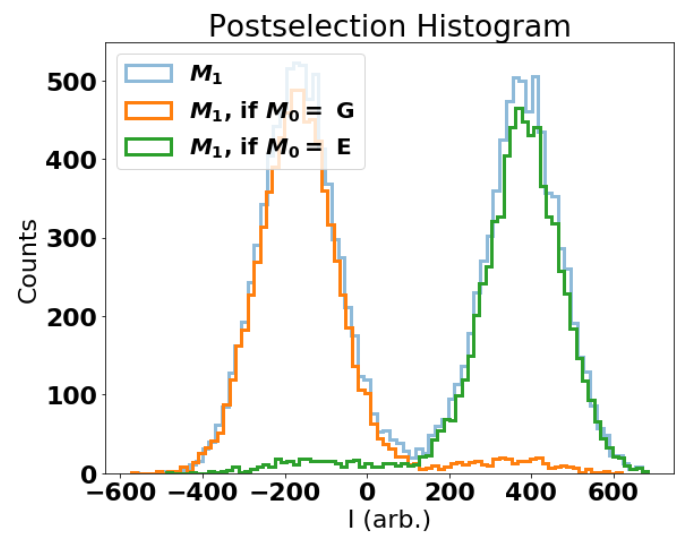 Postselection Histogram
M₁
M₁, if M₀ = G
M₁, if M₀ = E
Counts
500
400
300
200
100
0
−600 −400 −200 0 200 400 600
I (arb.)